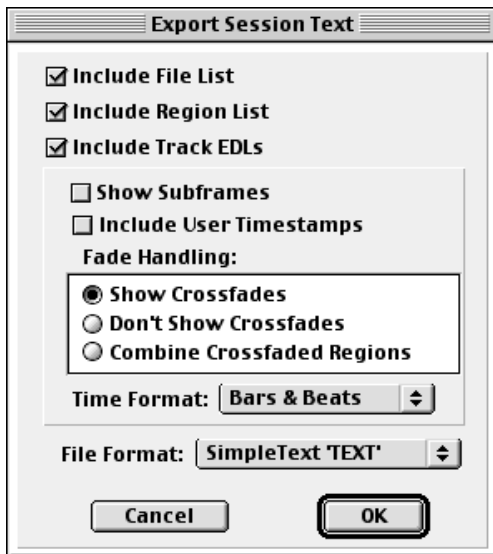 Export Session Text
Include File List
Include Region List
Include Track EDLs
Show Subframes
Include User Timestamps
Fade Handling:
Show Crossfades
Don't Show Crossfades
Combine Crossfaded Regions
Time Format: Bars & Beats
File Format: SimpleText 'TEXT'
Cancel OK